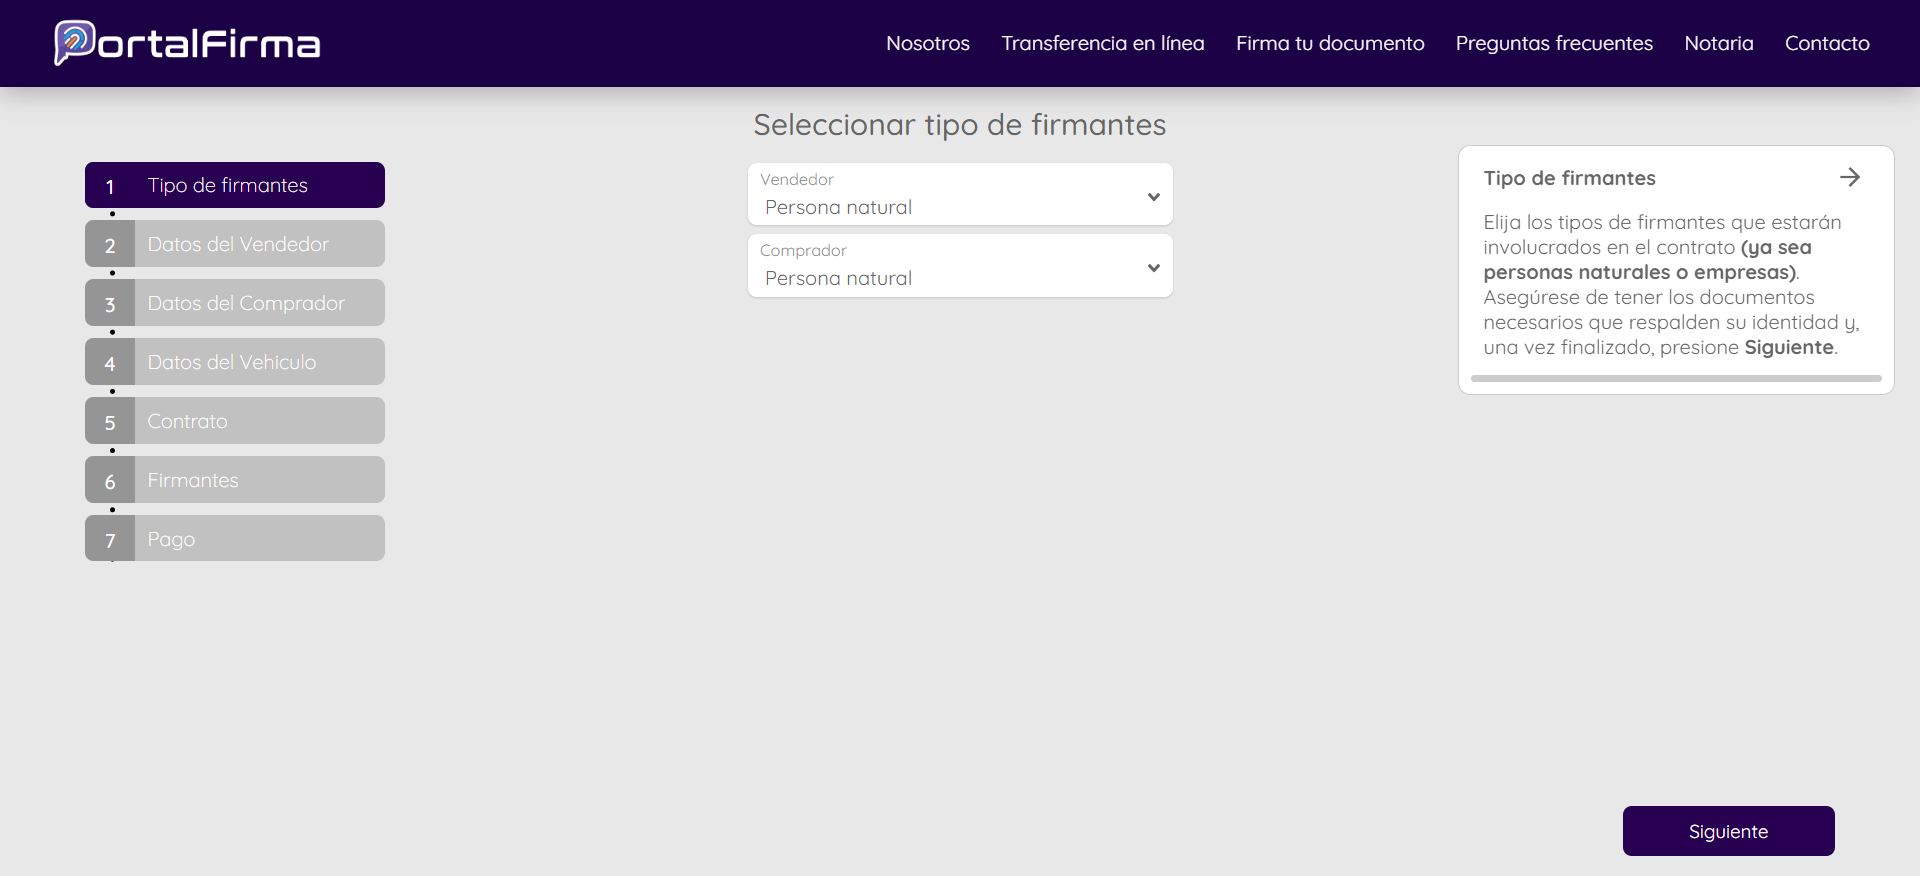 PortalFirma
Nosotros
Transferencia en línea
Firma tu documento
Preguntas frecuentes
Notaria
Contacto
Seleccionar tipo de firmantes
1 Tipo de firmantes
2 Datos del Vendedor
3 Datos del Comprador
4 Datos del Vehiculo
5 Contrato
6 Firmantes
7 Pago
Vendedor
Persona natural
Comprador
Persona natural
Tipo de firmantes
Elija los tipos de firmantes que estarán
involucrados en el contrato (ya sea
personas naturales o empresas).
Asegúrese de tener los documentos
necesarios que respalden su identidad y,
una vez finalizado, presione Siguiente.
Siguiente